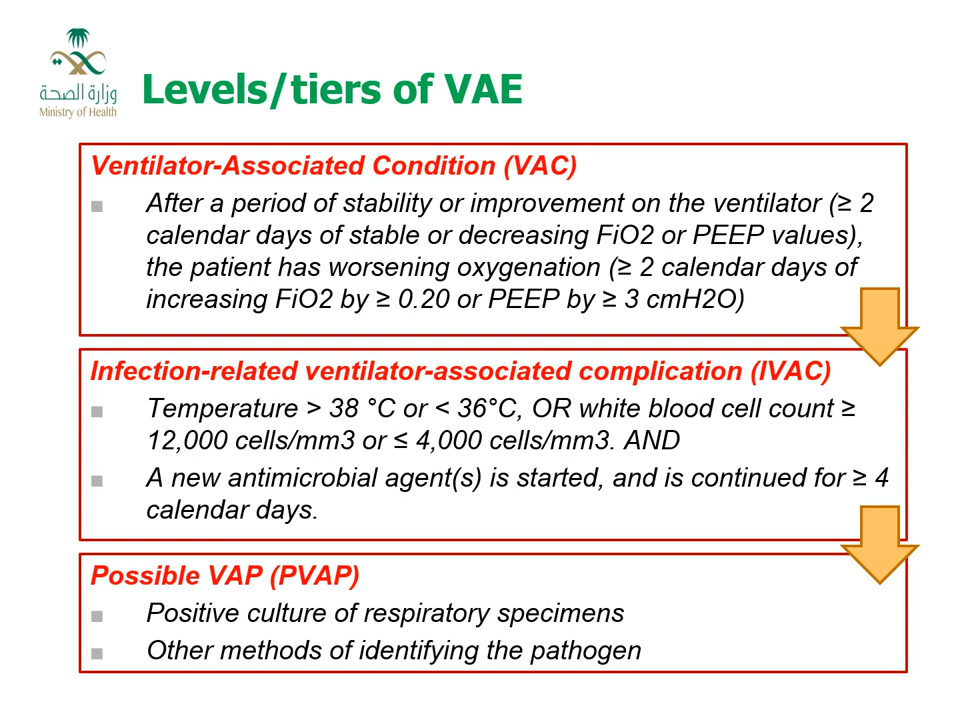 وزارة الصحة
Ministry of Health
Levels/tiers of VAE
Ventilator-Associated Condition (VAC)
After a period of stability or improvement on the ventilator (≥ 2
calendar days of stable or decreasing FiO2 or PEEP values),
the patient has worsening oxygenation (≥ 2 calendar days of
increasing FiO2 by ≥ 0.20 or PEEP by ≥ 3 cmH2O)
Infection-related ventilator-associated complication (IVAC)
Temperature > 38 °C or < 36°C, OR white blood cell count ≥
12,000 cells/mm3 or ≤ 4,000 cells/mm3. AND
A new antimicrobial agent(s) is started, and is continued for ≥ 4
calendar days.
Possible VAP (PVAP)
Positive culture of respiratory specimens
Other methods of identifying the pathogen